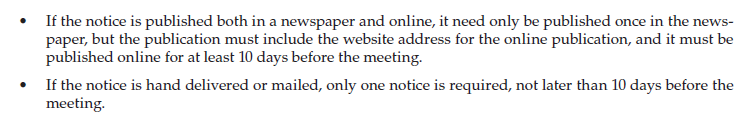 • If the notice is published both in a newspaper and online, it need only be published once in the news-
paper, but the publication must include the website address for the online publication, and it must be
published online for at least 10 days before the meeting.
• If the notice is hand delivered or mailed, only one notice is required, not later than 10 days before the
meeting.